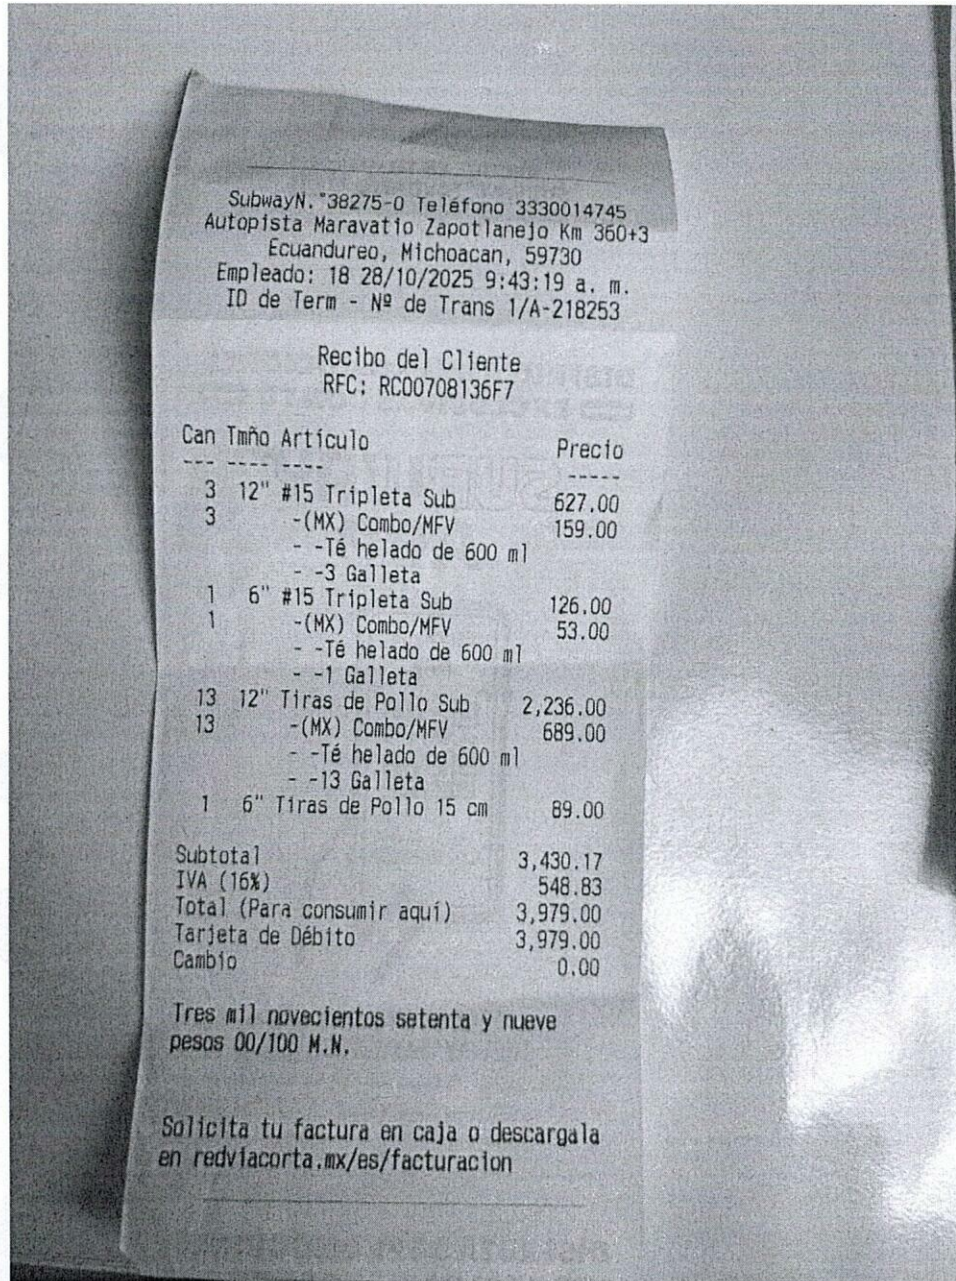 SubwayN.°38275-0 Teléfono 3330014745
Autopista Maravatio Zapotlanejo Km 360+3
Ecuandureo, Michoacan, 59730
Empleado: 18 28/10/2025 9:43:19 a. m.
ID de Term - Nº de Trans 1/A-218253
Recibo del Cliente
RFC: RCO0708136F7
Can Tmño Artículo Precio
--- ---- ---- -----
3 12" #15 Tripleta Sub 627.00
3 -(MX) Combo/MFV 159.00
- -Té helado de 600 ml
- -3 Galleta
1 6" #15 Tripleta Sub 126.00
1 -(MX) Combo/MFV 53.00
- -Té helado de 600 ml
- -1 Galleta
13 12" Tiras de Pollo Sub 2,236.00
13 -(MX) Combo/MFV 689.00
- -Té helado de 600 ml
- -13 Galleta
1 6" Tiras de Pollo 15 cm 89.00
Subtotal 3,430.17
IVA (16%) 548.83
Total (Para consumir aquí) 3,979.00
Tarjeta de Débito 3,979.00
Cambio 0.00
Tres mil novecientos setenta y nueve
pesos 00/100 M.N.
Solicita tu factura en caja o descargala
en redviacorta.mx/es/facturacion